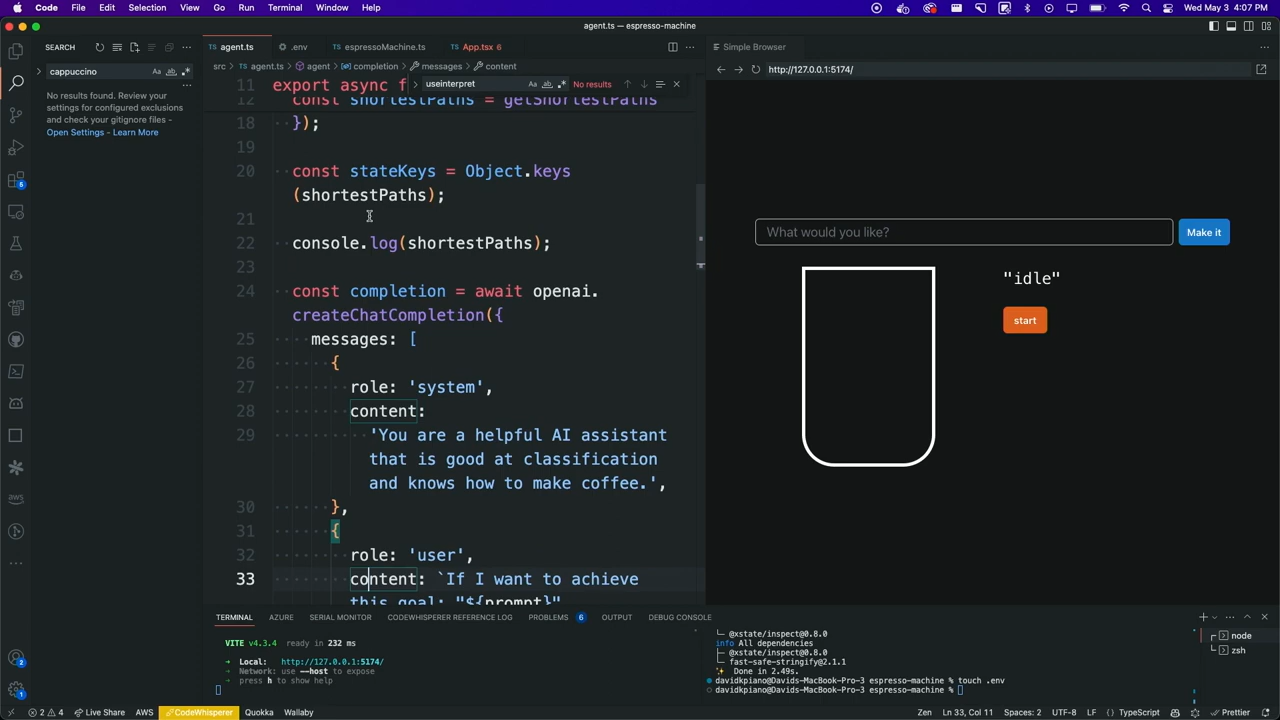 Code File Edit Selection View Go Run Terminal Window Help Wed May 3 4:07 PM
agent.ts — espresso-machine
SEARCH
agent.ts
.env
TS espressoMachine.ts
TS App.tsx 6
Simple Browser
src > TS agent.ts > agent > completion > messages > content
http://127.0.0.1:5174/
cappuccino
No results found. Review your settings for configured exclusions and check your gitignore files -
Open Settings - Learn More
useinterpret
No results
11 export async f
12 const shortestPaths = getShortestPaths
18 });
19
20 const stateKeys = Object.keys
(shortestPaths);
21
22 console.log(shortestPaths);
23
24 const completion = await openai.
createChatCompletion({
25 messages: [
26 {
27 role: 'system',
28 content:
29 'You are a helpful AI assistant
that is good at classification
and knows how to make coffee.',
30 },
31 {
32 role: 'user',
33 content: `If I want to achieve
this goal: "${prompt}"
What would you like?
Make it
"idle"
start
TERMINAL AZURE SERIAL MONITOR CODEWHISPERER REFERENCE LOG PROBLEMS 6 OUTPUT DEBUG CONSOLE
VITE v4.3.4 ready in 232 ms
➜ Local: http://127.0.0.1:5174/
➜ Network: use --host to expose
➜ press h to show help
└─ @xstate/inspect@0.8.0
info All dependencies
├─ @xstate/inspect@0.8.0
└─ fast-safe-stringify@2.1.1
✨ Done in 2.49s.
davidkpiano@Davids-MacBook-Pro-3 espresso-machine % touch .env
davidkpiano@Davids-MacBook-Pro-3 espresso-machine %
node
zsh
2 4 Live Share AWS CodeWhisperer Quokka Wallaby Zen Ln 33, Col 11 Spaces: 2 UTF-8 LF {} TypeScript Prettier